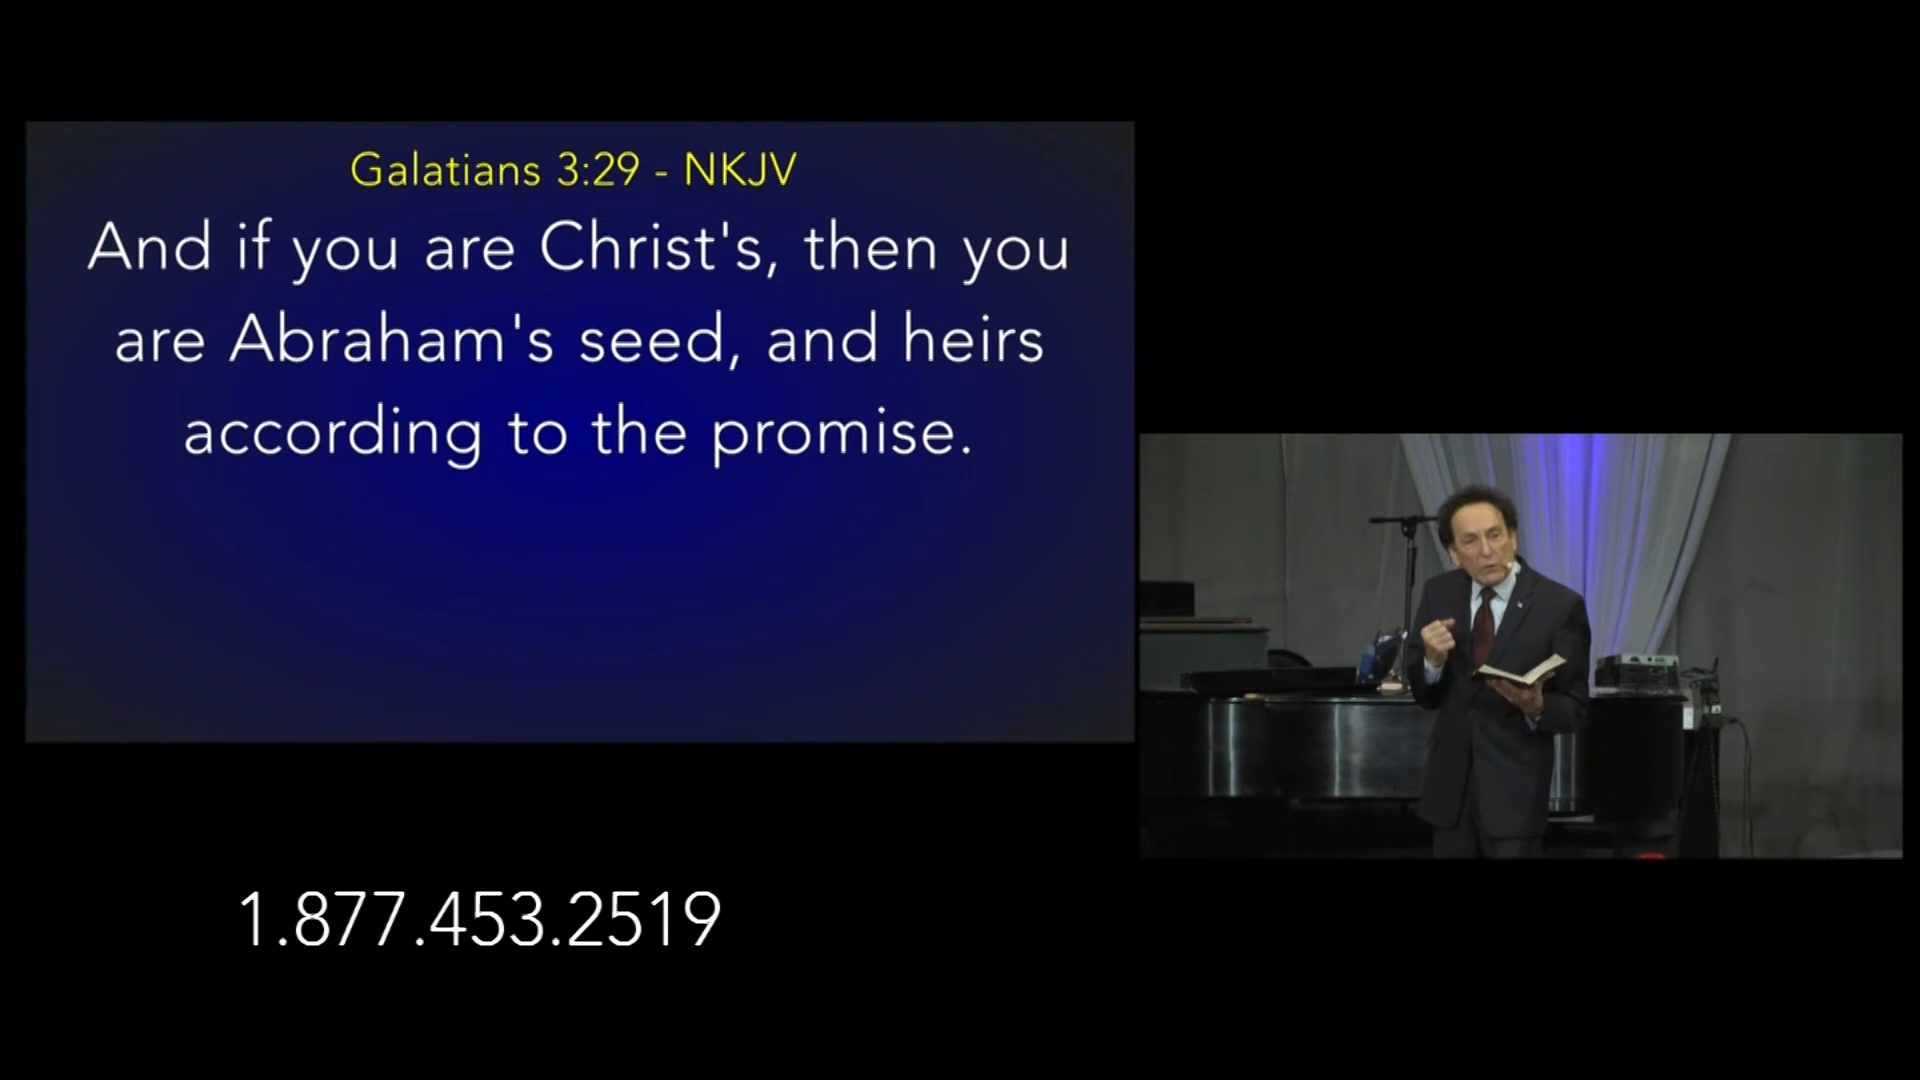 Galatians 3:29 - NKJV
And if you are Christ's, then you
are Abraham's seed, and heirs
according to the promise.
1.877.453.2519